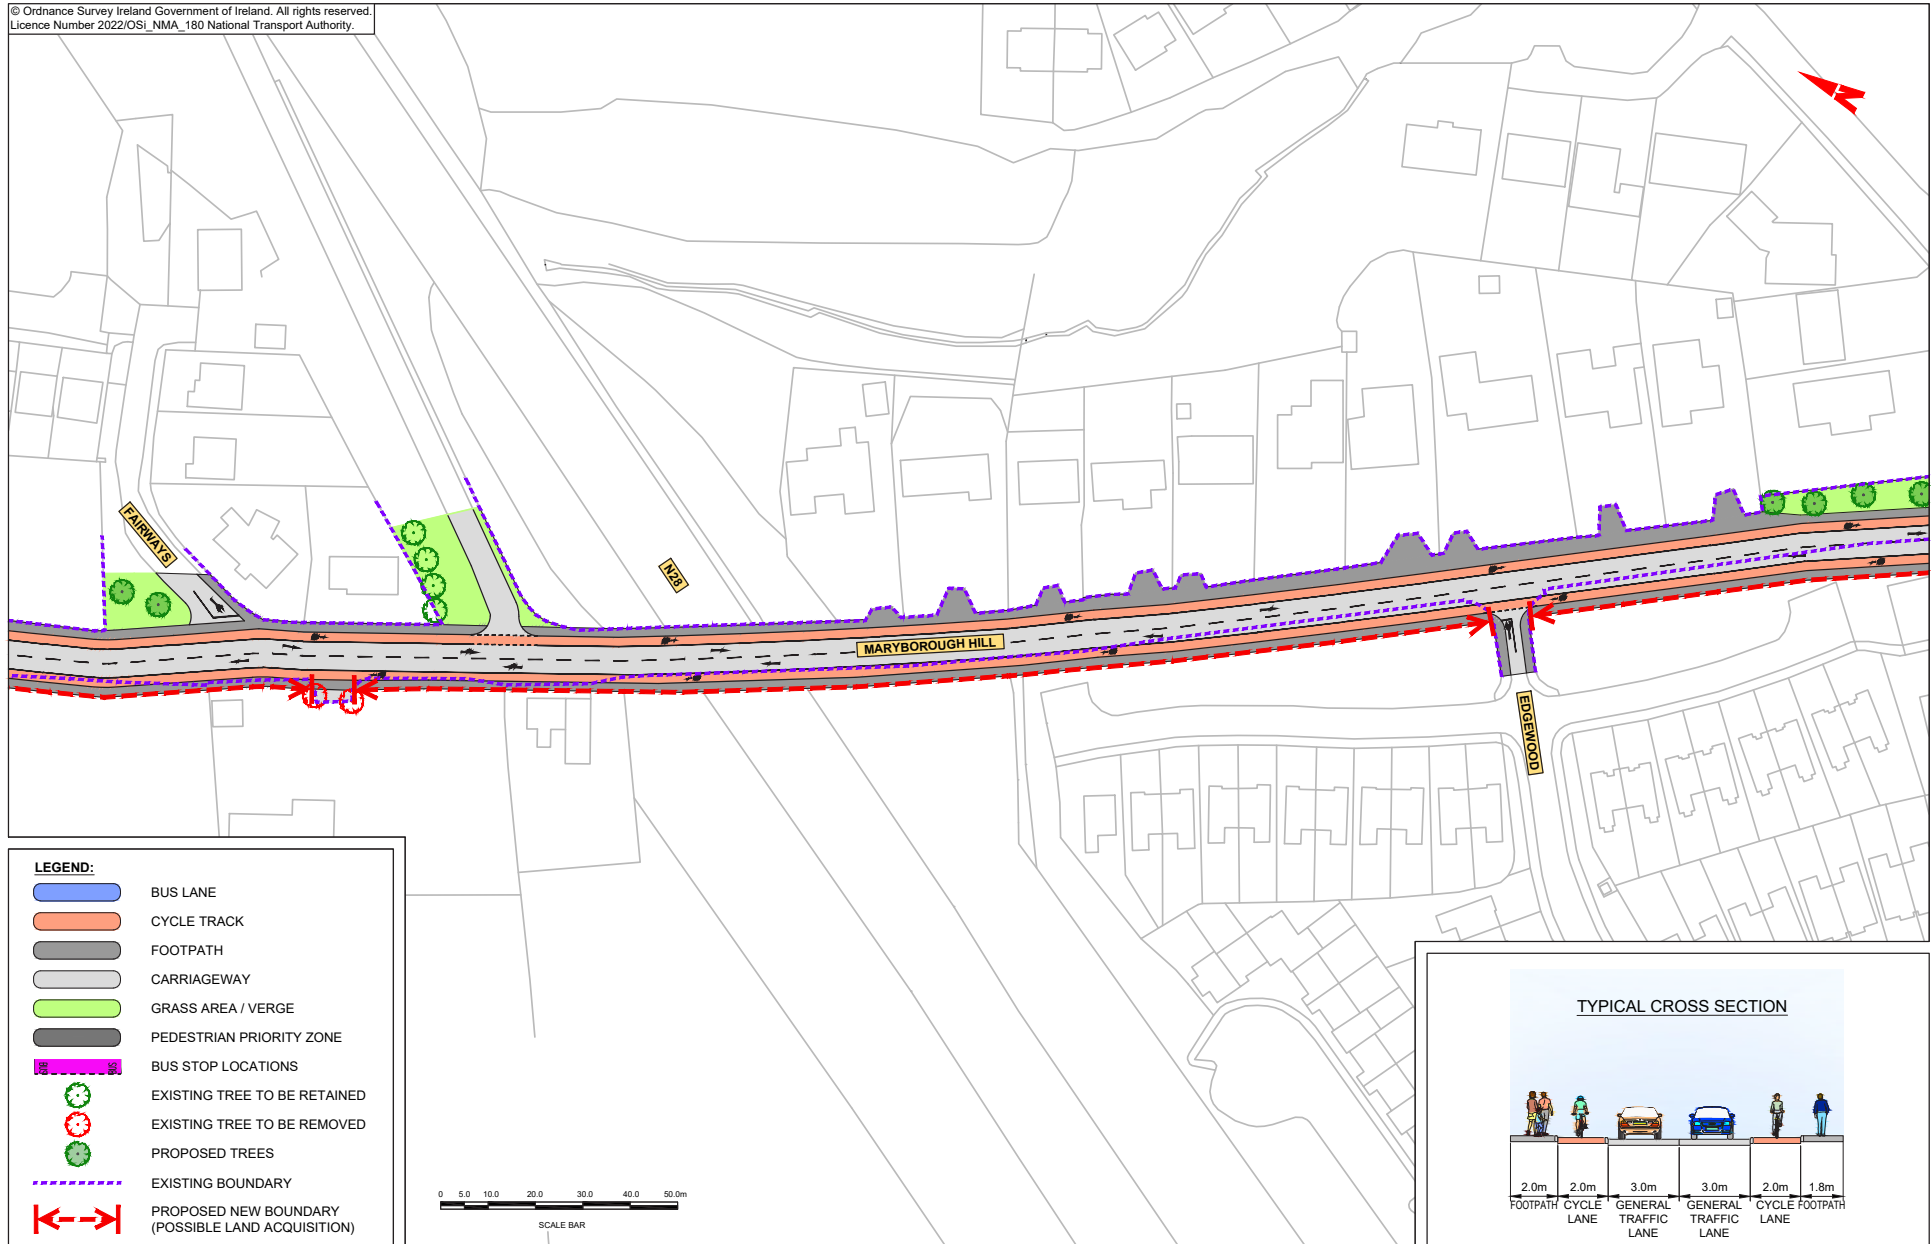 © Ordnance Survey Ireland Government of Ireland. All rights reserved.
Licence Number 2022/OSi_NMA_180 National Transport Authority.
FAIRWAYS
N28
MARYBOROUGH HILL
EDGEWOOD
LEGEND:
BUS LANE
CYCLE TRACK
FOOTPATH
CARRIAGEWAY
GRASS AREA / VERGE
PEDESTRIAN PRIORITY ZONE
BUS STOP LOCATIONS
EXISTING TREE TO BE RETAINED
EXISTING TREE TO BE REMOVED
PROPOSED TREES
EXISTING BOUNDARY
PROPOSED NEW BOUNDARY
(POSSIBLE LAND ACQUISITION)
0 5.0 10.0 20.0 30.0 40.0 50.0m
SCALE BAR
TYPICAL CROSS SECTION
2.0m 2.0m 3.0m 3.0m 2.0m 1.8m
FOOTPATH CYCLE LANE GENERAL TRAFFIC LANE GENERAL TRAFFIC LANE CYCLE LANE FOOTPATH